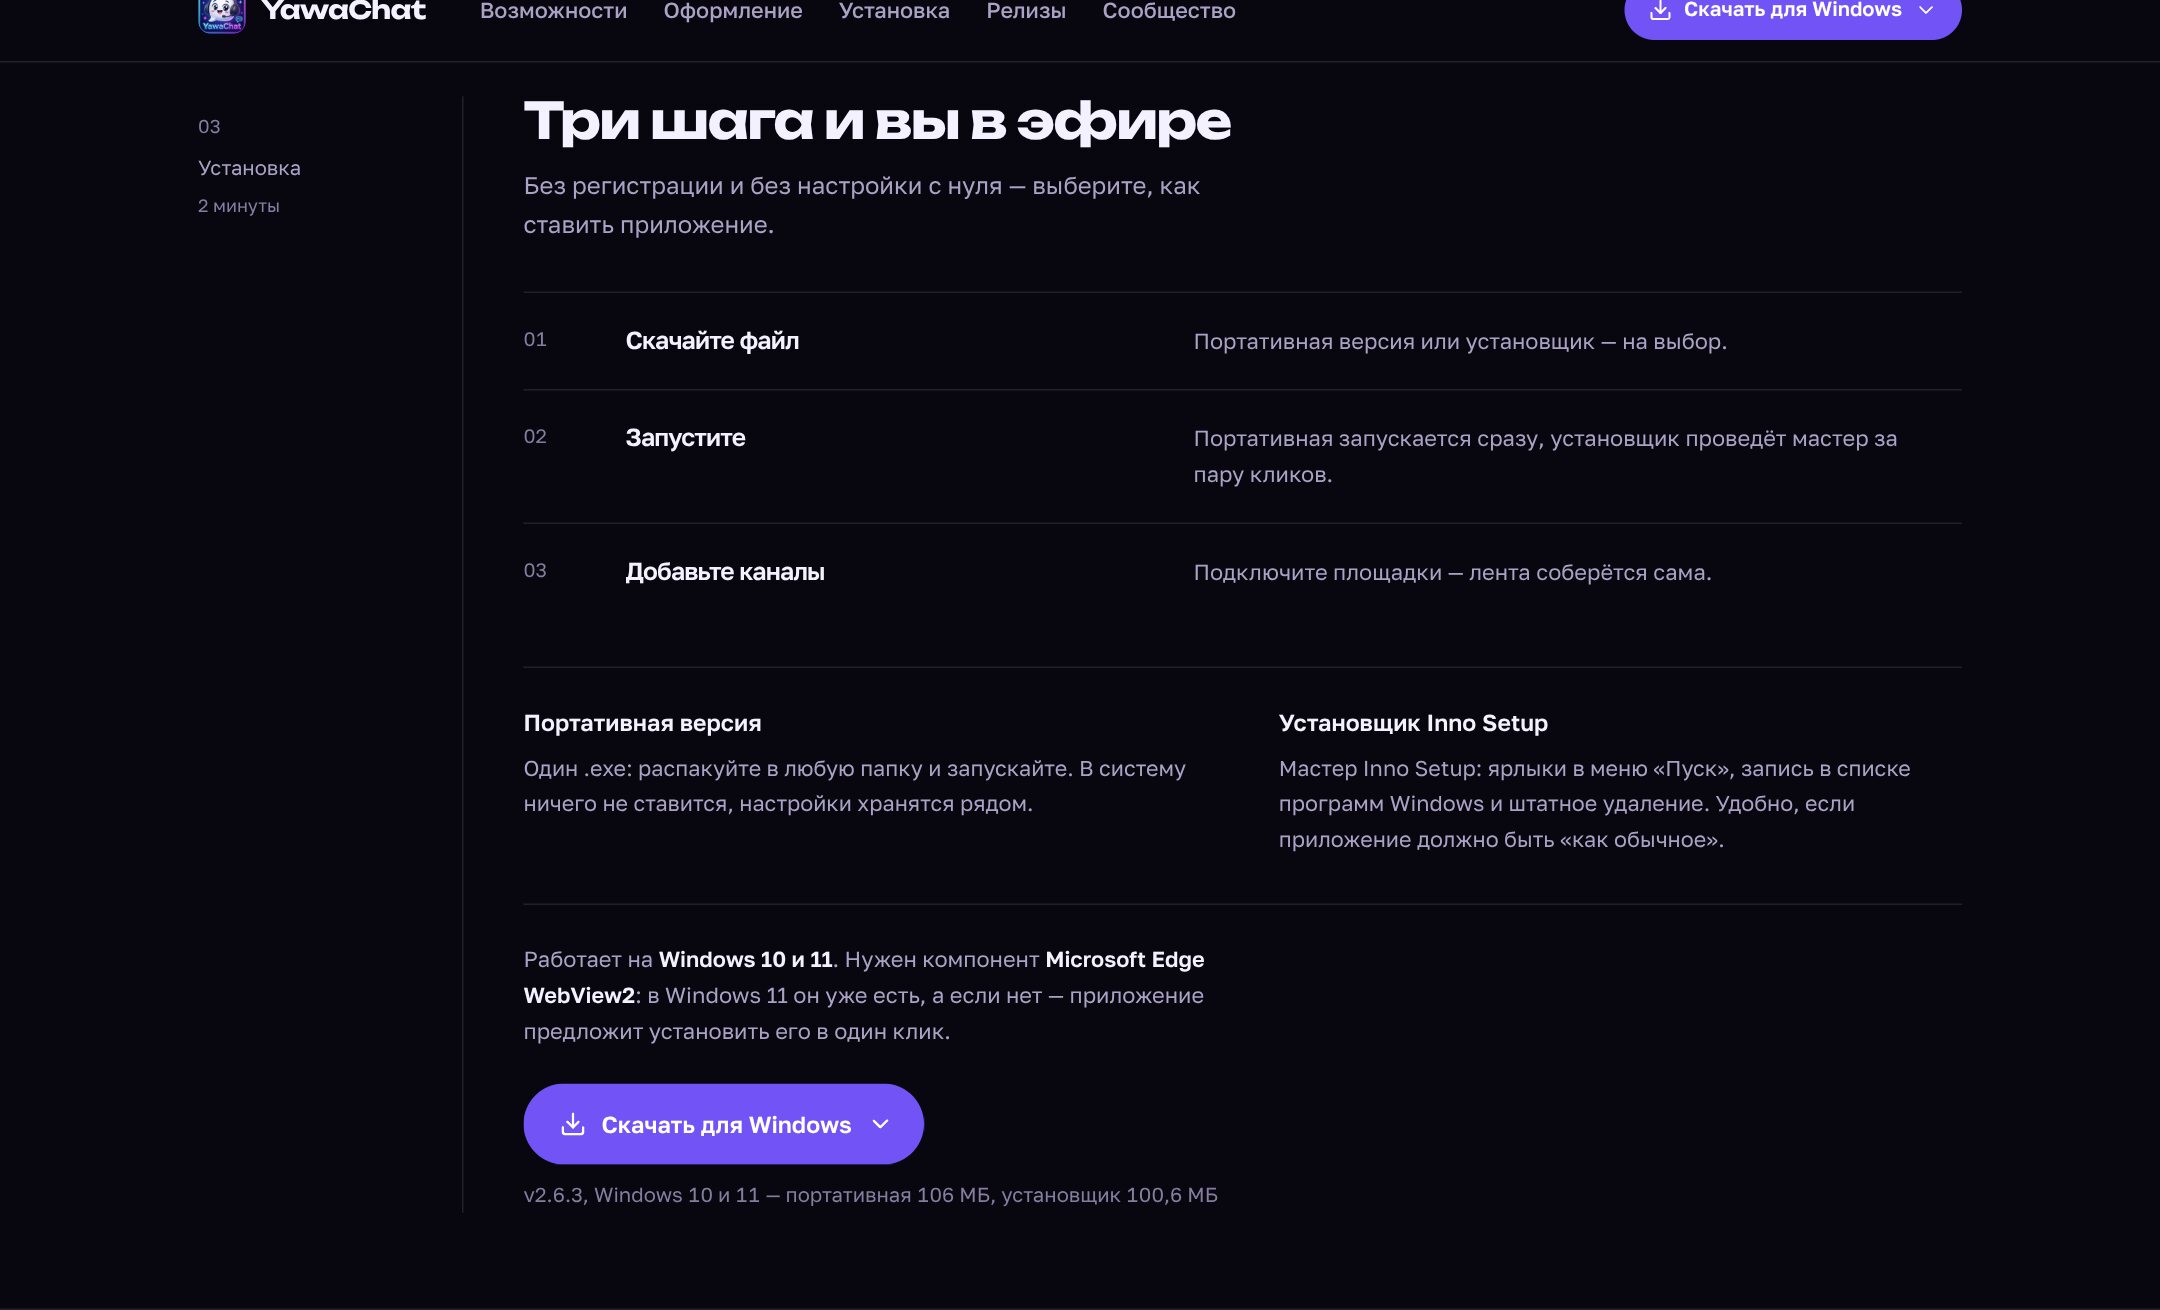 YawaChat
Возможности Оформление Установка Релизы Сообщество
Скачать для Windows
YawaChat
03
Установка
2 минуты
Три шага и вы в эфире
Без регистрации и без настройки с нуля — выберите, как
ставить приложение.
01 Скачайте файл Портативная версия или установщик — на выбор.
02 Запустите Портативная запускается сразу, установщик проведёт мастер за
пару кликов.
03 Добавьте каналы Подключите площадки — лента соберётся сама.
Портативная версия
Один .exe: распакуйте в любую папку и запускайте. В систему
ничего не ставится, настройки хранятся рядом.
Установщик Inno Setup
Мастер Inno Setup: ярлыки в меню «Пуск», запись в списке
программ Windows и штатное удаление. Удобно, если
приложение должно быть «как обычное».
Работает на Windows 10 и 11. Нужен компонент Microsoft Edge
WebView2: в Windows 11 он уже есть, а если нет — приложение
предложит установить его в один клик.
Скачать для Windows
v2.6.3, Windows 10 и 11 — портативная 106 МБ, установщик 100,6 МБ